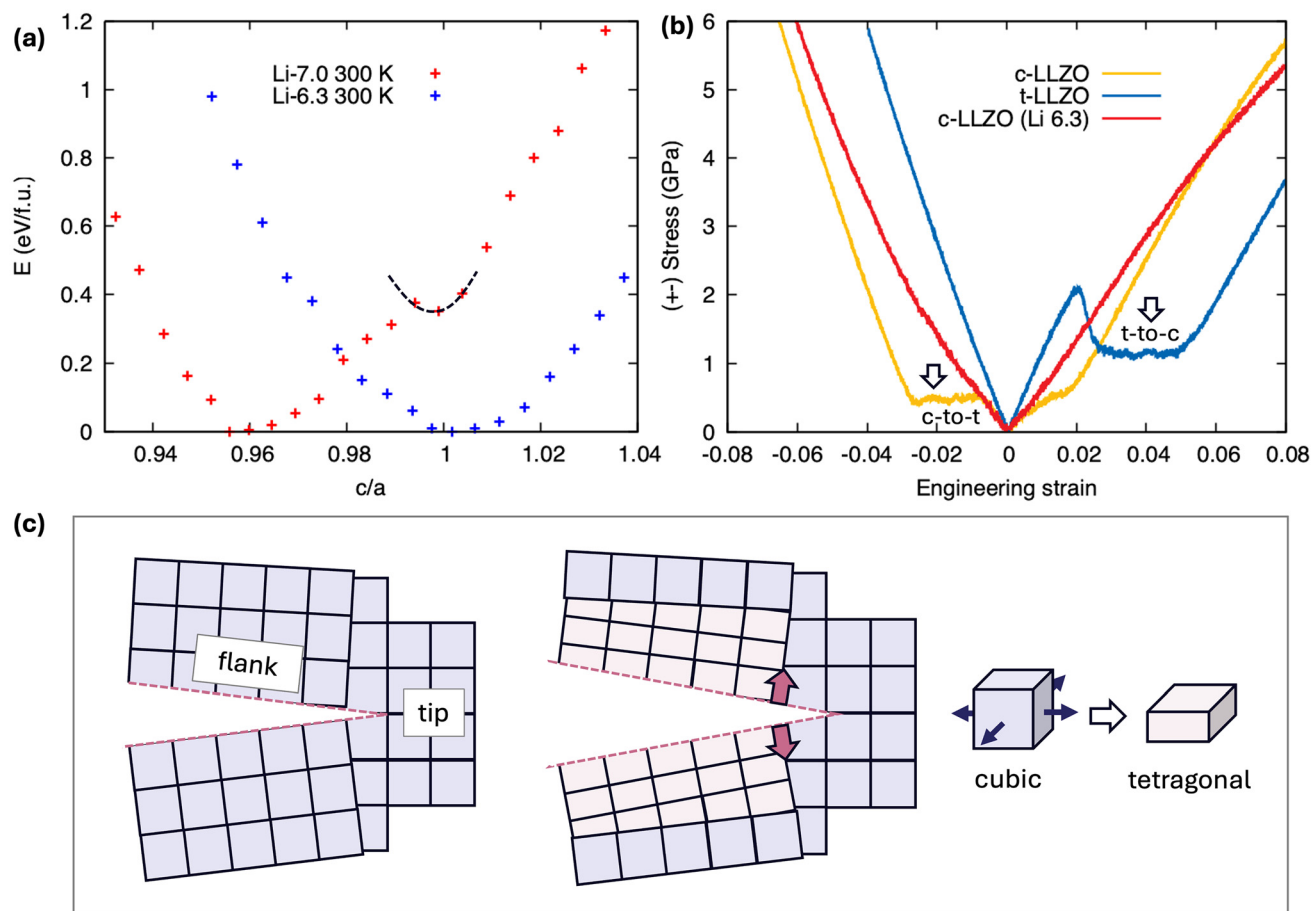 (a)
1.2
1
0.8
0.6
0.4
0.2
0
E (eV/f.u.)
Li-7.0 300 K
Li-6.3 300 K
0.94
0.96
0.98
1
1.02
1.04
c/a
(b)
6
5
4
3
2
1
0
(+-) Stress (GPa)
c-LLZO
t-LLZO
c-LLZO (Li 6.3)
t-to-c
c-to-t
-0.08
-0.06
-0.04
-0.02
0
0.02
0.04
0.06
0.08
Engineering strain
(c)
flank
tip
cubic
tetragonal